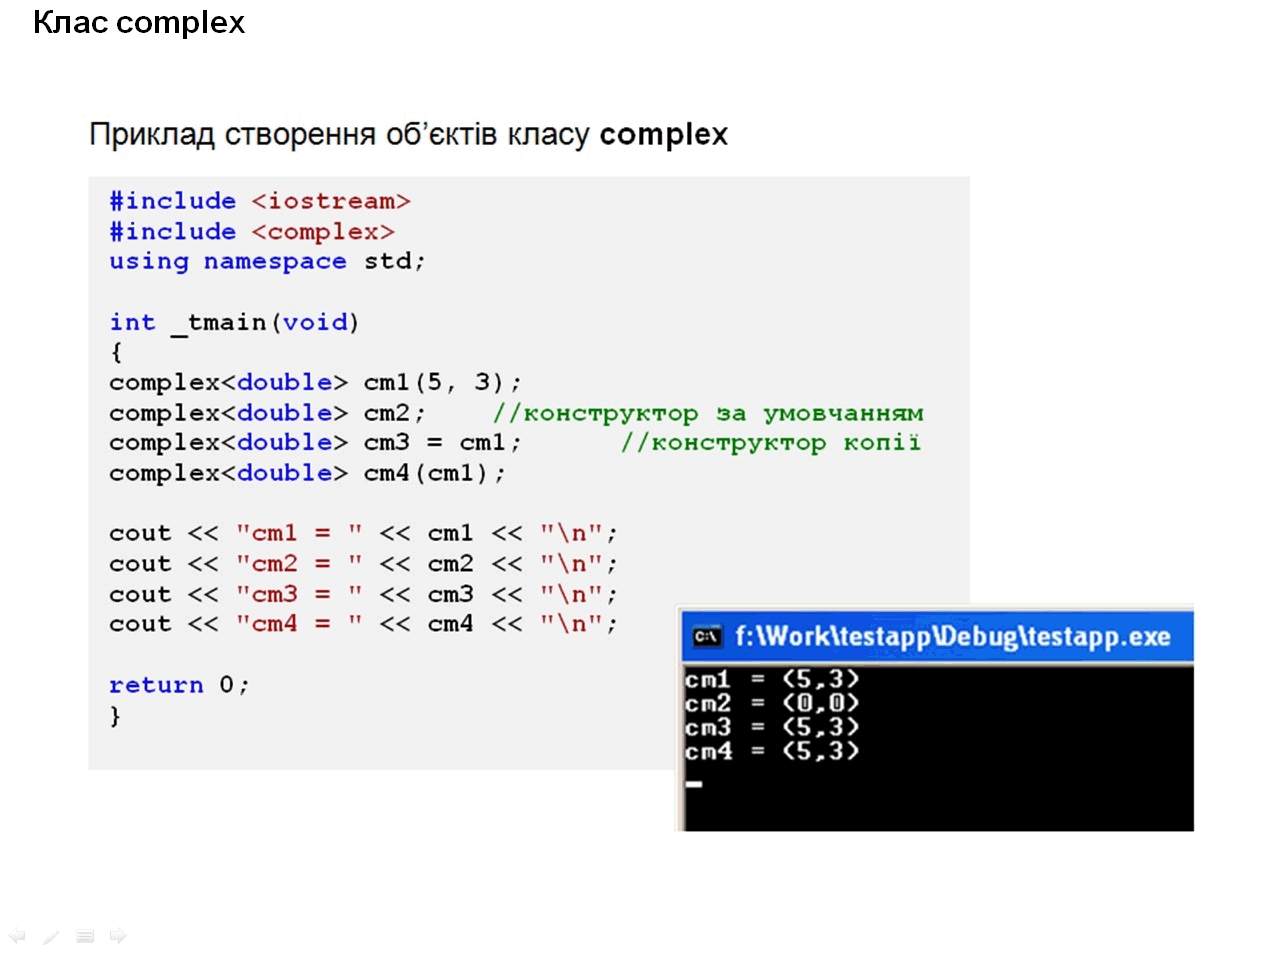 Клас complex
Приклад створення об’єктів класу complex
#include <iostream>
#include <complex>
using namespace std;
int _tmain(void)
{
complex<double> cm1(5, 3);
complex<double> cm2;    //конструктор за умовчанням
complex<double> cm3 = cm1;      //конструктор копії
complex<double> cm4(cm1);
cout << "cm1 = " << cm1 << "\n";
cout << "cm2 = " << cm2 << "\n";
cout << "cm3 = " << cm3 << "\n";
cout << "cm4 = " << cm4 << "\n";
return 0;
}
C:\ f:\Work\testapp\Debug\testapp.exe
cm1 = (5,3)
cm2 = (0,0)
cm3 = (5,3)
cm4 = (5,3)